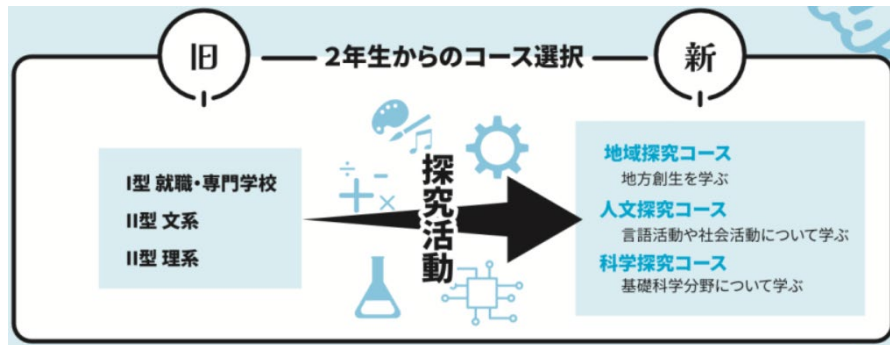 旧
2年生からのコース選択
新
I型 就職・専門学校
II型 文系
II型 理系
探究活動
地域探究コース
地方創生を学ぶ
人文探究コース
言語活動や社会活動について学ぶ
科学探究コース
基礎科学分野について学ぶ